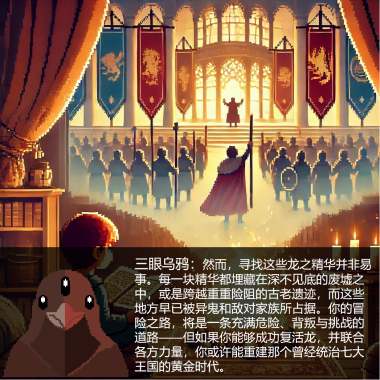 三眼乌鸦：然而，寻找这些龙之精华并非易
事。每一块精华都埋藏在深不见底的废墟之
中，或是跨越重重险阻的古老遗迹，而这些
地方早已被异鬼和敌对家族所占据。你的冒
险之路，将是一条充满危险、背叛与挑战的
道路——但如果你能够成功复活龙，并联合
各方力量，你或许能重建那个曾经统治七大
王国的黄金时代。